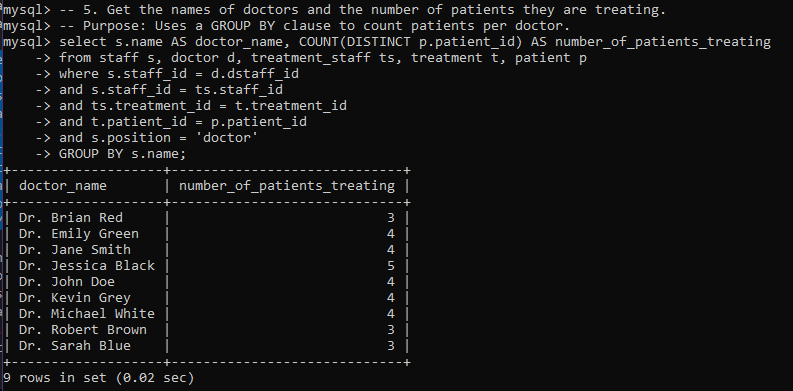 mysql> -- 5. Get the names of doctors and the number of patients they are treating.
mysql> -- Purpose: Uses a GROUP BY clause to count patients per doctor.
mysql> select s.name AS doctor_name, COUNT(DISTINCT p.patient_id) AS number_of_patients_treating
    -> from staff s, doctor d, treatment_staff ts, treatment t, patient p
    -> where s.staff_id = d.dstaff_id
    -> and s.staff_id = ts.staff_id
    -> and ts.treatment_id = t.treatment_id
    -> and t.patient_id = p.patient_id
    -> and s.position = 'doctor'
    -> GROUP BY s.name;
+-------------------+-----------------------------+
| doctor_name       | number_of_patients_treating |
+-------------------+-----------------------------+
| Dr. Brian Red     |                           3 |
| Dr. Emily Green   |                           4 |
| Dr. Jane Smith    |                           4 |
| Dr. Jessica Black |                           5 |
| Dr. John Doe      |                           4 |
| Dr. Kevin Grey    |                           4 |
| Dr. Michael White |                           4 |
| Dr. Robert Brown  |                           3 |
| Dr. Sarah Blue    |                           3 |
+-------------------+-----------------------------+
9 rows in set (0.02 sec)